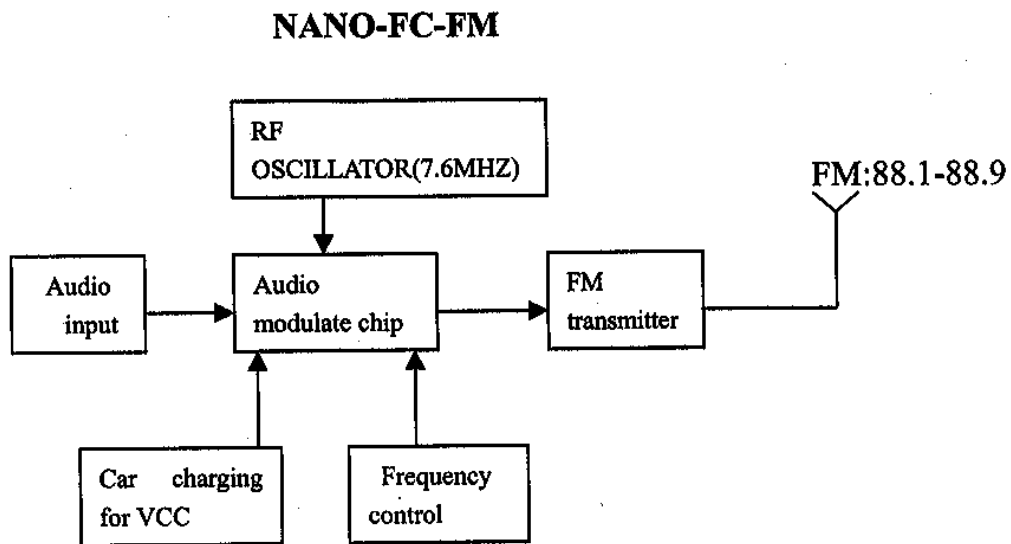 NANO-FC-FM
RF
OSCILLATOR(7.6MHZ)
FM:88.1-88.9
Audio
input
Audio
modulate chip
FM
transmitter
Car charging
for VCC
Frequency
control